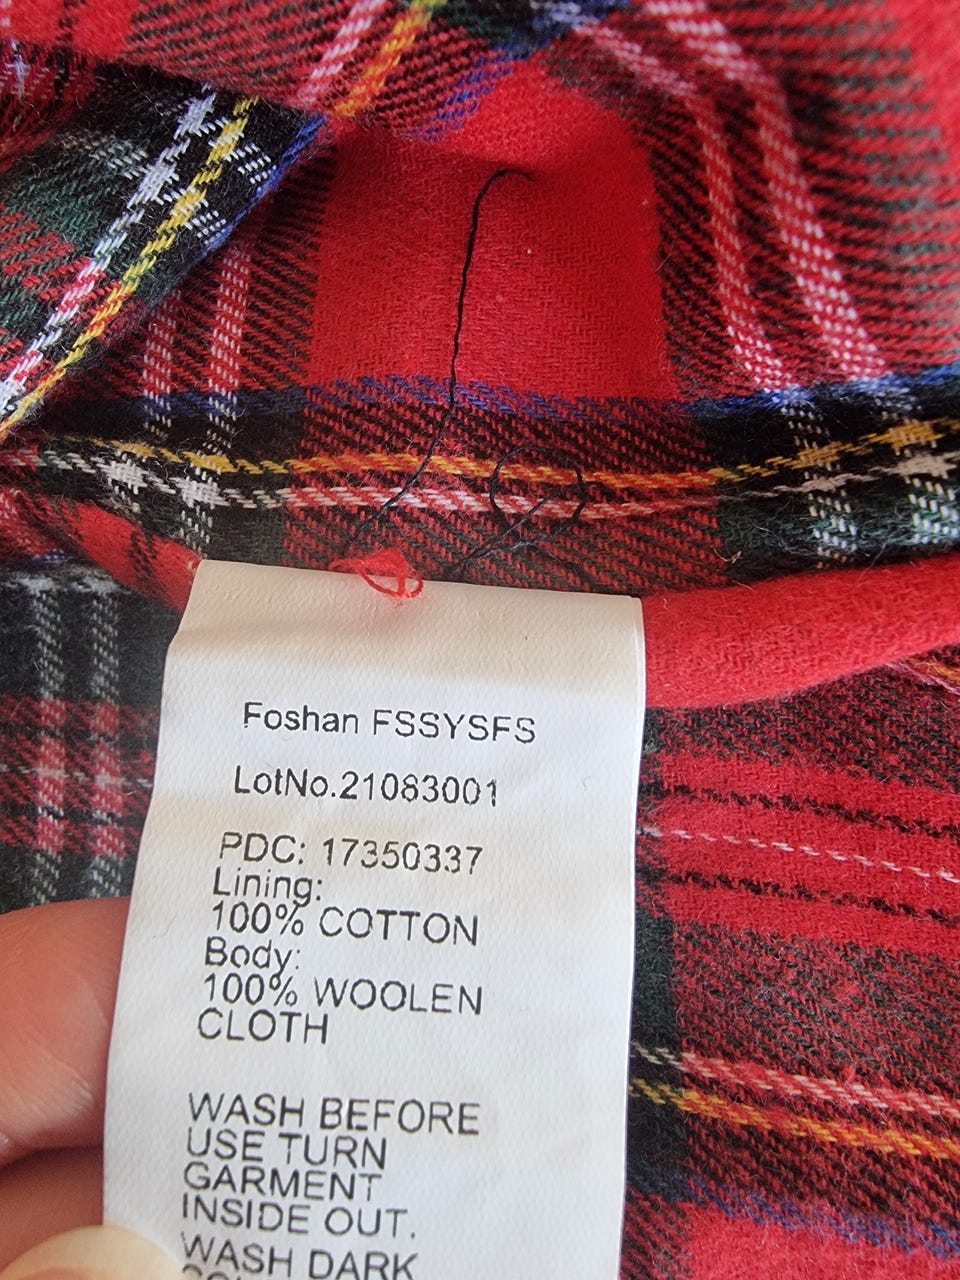 Foshan FSSYSFS
LotNo.21083001
PDC: 17350337
Lining:
100% COTTON
Body:
100% WOOLEN
CLOTH
WASH BEFORE
USE TURN
GARMENT
INSIDE OUT.
WASH DARK